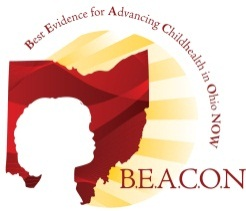 Best Evidence for Advancing Childhealth in Ohio NOW
B.E.A.C.O.N